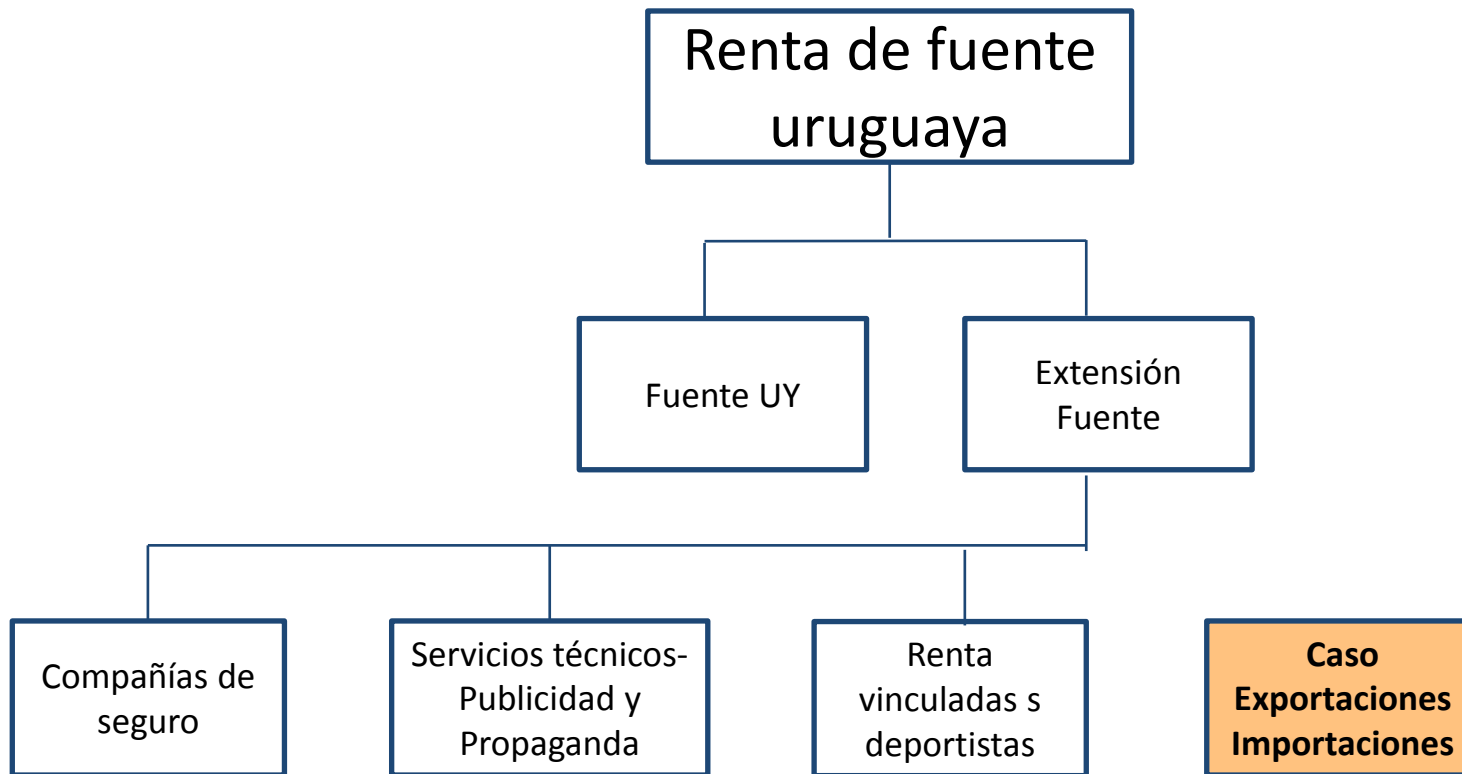 Renta de fuente
uruguaya
Fuente UY
Extensión
Fuente
Compañías de
seguro
Servicios técnicos-
Publicidad y
Propaganda
Renta
vinculadas s
deportistas
Caso
Exportaciones
Importaciones